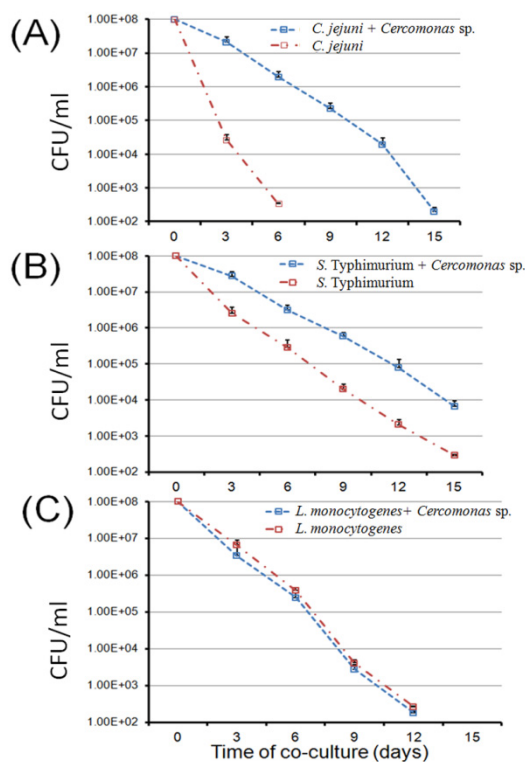 (A)
1.00E+08
1.00E+07
1.00E+06
1.00E+05
1.00E+04
1.00E+03
1.00E+02
CFU/ml
C. jejuni + Cercomonas sp.
C. jejuni
0 3 6 9 12 15
(B)
1.00E+08
1.00E+07
1.00E+06
1.00E+05
1.00E+04
1.00E+03
1.00E+02
CFU/ml
S. Typhimurium + Cercomonas sp.
S. Typhimurium
0 3 6 9 12 15
(C)
1.00E+08
1.00E+07
1.00E+06
1.00E+05
1.00E+04
1.00E+03
1.00E+02
CFU/ml
L. monocytogenes+ Cercomonas sp.
L. monocytogenes
0 3 6 9 12 15
Time of co-culture (days)